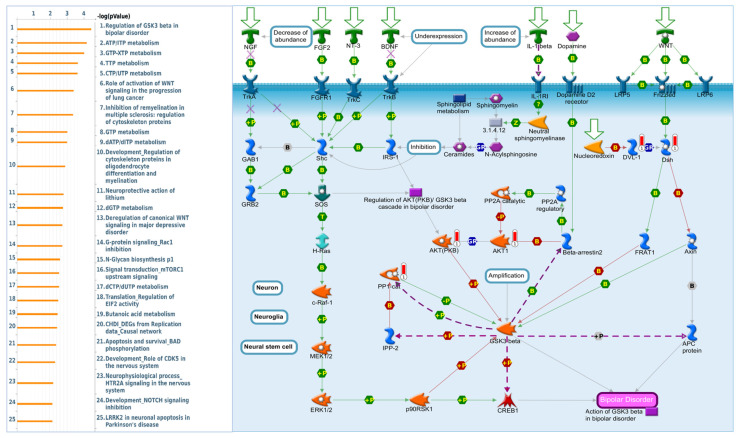 -log(pValue)
1 2 3 4
1
1.Regulation of GSK3 beta in
bipolar disorder
2
2.ATP/ITP metabolism
3
3.GTP-XTP metabolism
4
4.TTP metabolism
5
5.CTP/UTP metabolism
6
6.Role of activation of WNT
signaling in the progression
of lung cancer
7
7.Inhibition of remyelination in
multiple sclerosis: regulation
of cytoskeleton proteins
8
8.GTP metabolism
9
9.dATP/dITP metabolism
10
10.Development_Regulation of
cytoskeleton proteins in
oligodendrocyte
differentiation and
myelination
11
11.Neuroprotective action of
lithium
12
12.dGTP metabolism
13
13.Deregulation of canonical WNT
signaling in major depressive
disorder
14
14.G-protein signaling_Rac1
inhibition
15
15.N-Glycan biosynthesis p1
16
16.Signal transduction_mTORC1
upstream signaling
17
17.dCTP/dUTP metabolism
18
18.Translation_Regulation of
EIF2 activity
19
19.Butanoic acid metabolism
20
20.CHDI_DEGs from Replication
data_Causal network
21
21.Apoptosis and survival_BAD
phosphorylation
22
22.Development_Role of CDK5 in
the nervous system
23
23.Neurophysiological process_
HTR2A signaling in the nervous
system
24
24.Development_NOTCH signaling
inhibition
25
25.LRRK2 in neuronal apoptosis in
Parkinson's disease
NGF
Decrease of
abundance
FGF2
NT-3
BDNF
Underexpression
Increase of
abundance
IL-1 beta
Dopamine
WNT
TrkA
FGFR1
TrkC
TrkB
Sphingolipid
metabolism
Sphingomyelin
IL-1RI
Dopamine D2
receptor
LRP5
Frizzled
LRP6
3.1.4.12
Neutral
sphingomyelinase
GAB1
Shc
IRS-1
Inhibition
Ceramides
N-Acylsphingosine
Nucleoredoxin
DVL-1
Dsh
GRB2
SOS
Regulation of AKT(PKB)/ GSK3 beta
cascade in bipolar disorder
PP2A catalytic
PP2A
regulatory
H-Ras
AKT(PKB)
AKT1
Beta-arrestin2
FRAT1
Axin
Neuron
c-Raf-1
PP1-cat
Amplification
Neuroglia
IPP-2
GSK3 beta
APC
protein
Neural stem cell
MEK1/2
ERK1/2
p90RSK1
CREB1
Bipolar Disorder
Action of GSK3 beta
in bipolar disorder